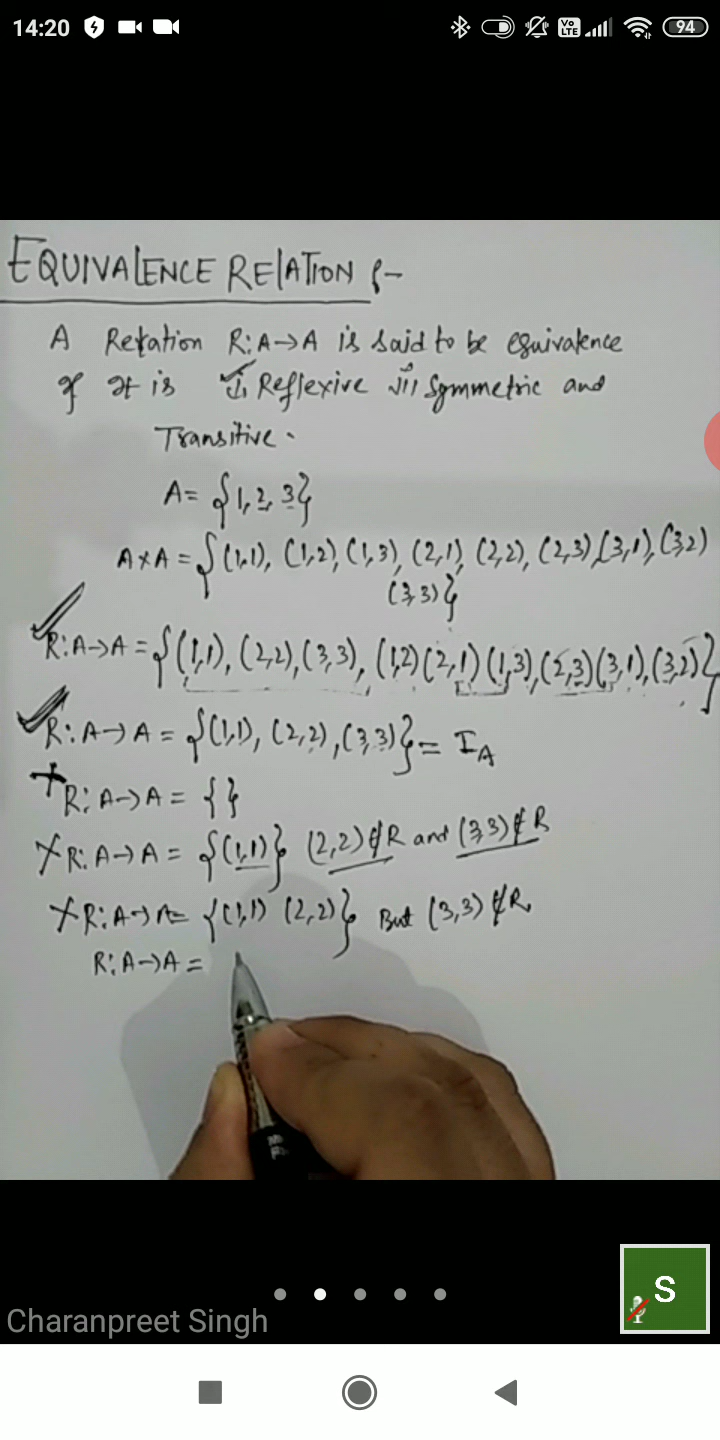 14:20
Vo LTE
94
EQUIVALENCE RELATION :-
A Relation R:A→A is said to be equivalence
if it is i) Reflexive ii) Symmetric and
Transitive.
A = {1, 2, 3}
A×A = {(1,1), (1,2), (1,3), (2,1), (2,2), (2,3), (3,1), (3,2)
(3,3)}
R:A→A = {(1,1), (2,2), (3,3), (1,2) (2,1) (1,3), (2,3) (3,1), (3,2)}
R:A→A = {(1,1), (2,2), (3,3)} = I_A
R:A→A = { }
R:A→A = {(1,1)} (2,2)∉R and (3,3)∉R
R:A→A= {(1,1) (2,2)} But (3,3)∉R.
R:A→A =
S
Charanpreet Singh